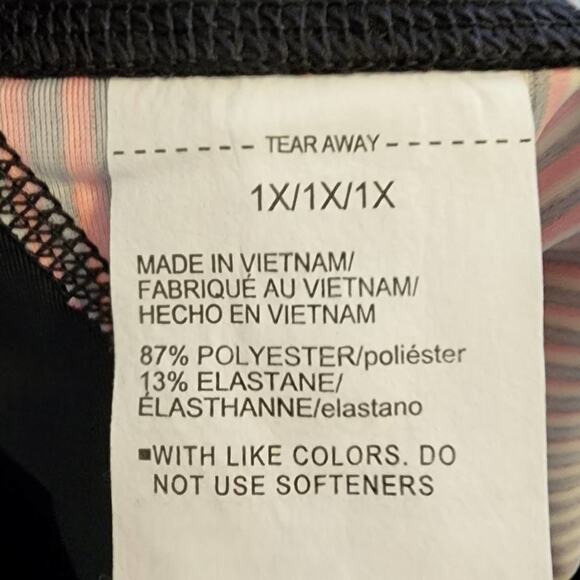 - - - - - - - TEAR AWAY - - - - - - -
1X/1X/1X
MADE IN VIETNAM/
FABRIQUÉ AU VIETNAM/
HECHO EN VIETNAM
87% POLYESTER/poliéster
13% ELASTANE/
ÉLASTHANNE/elastano
▪WITH LIKE COLORS. DO
NOT USE SOFTENERS